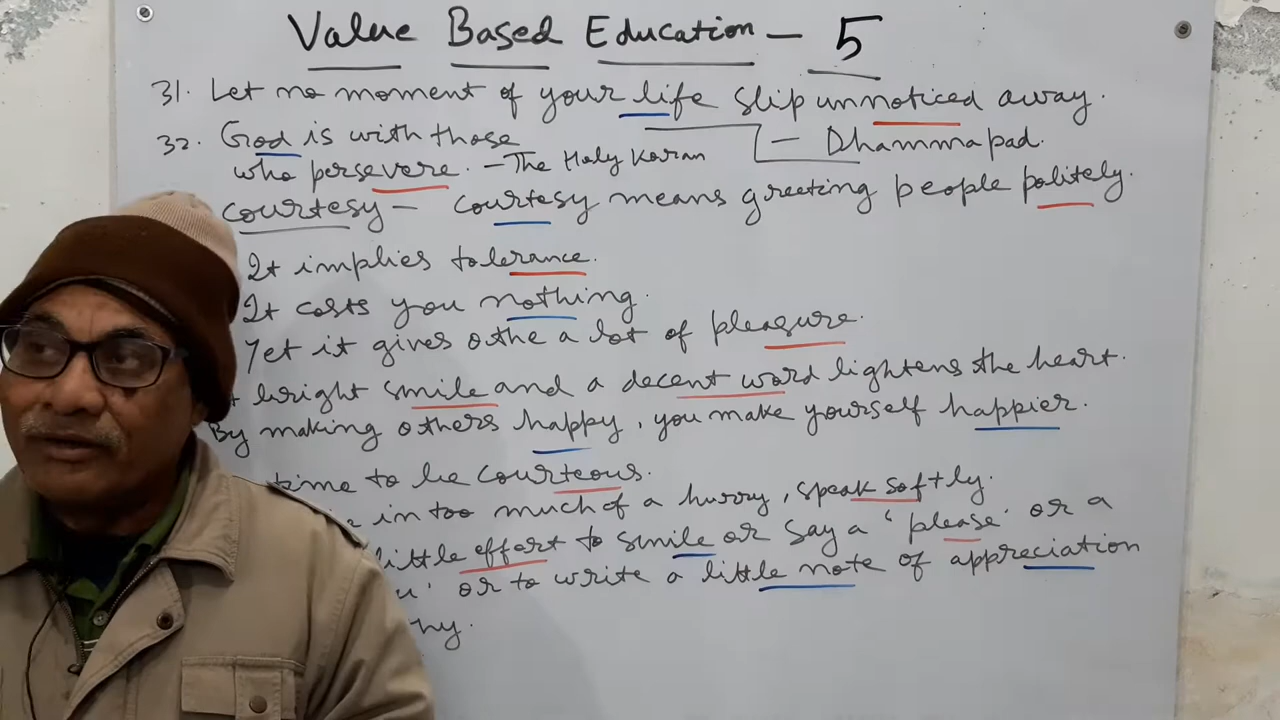 Value Based Education - 5
31. Let no moment of your life slip unnoticed away.
- Dhammapad.
32. God is with those
who persevere. - The Holy Koran
courtesy - courtesy means greeting people politely.
It implies tolerance.
It costs you nothing.
Yet it gives othe a lot of pleasure.
bright smile and a decent word lightens the heart.
By making others happy, you make yourself happier.
time to be courteous.
in too much of a hurry, speak softly.
little effort to smile or say a 'please' or a
u' or to write a little note of appreciation
hy.